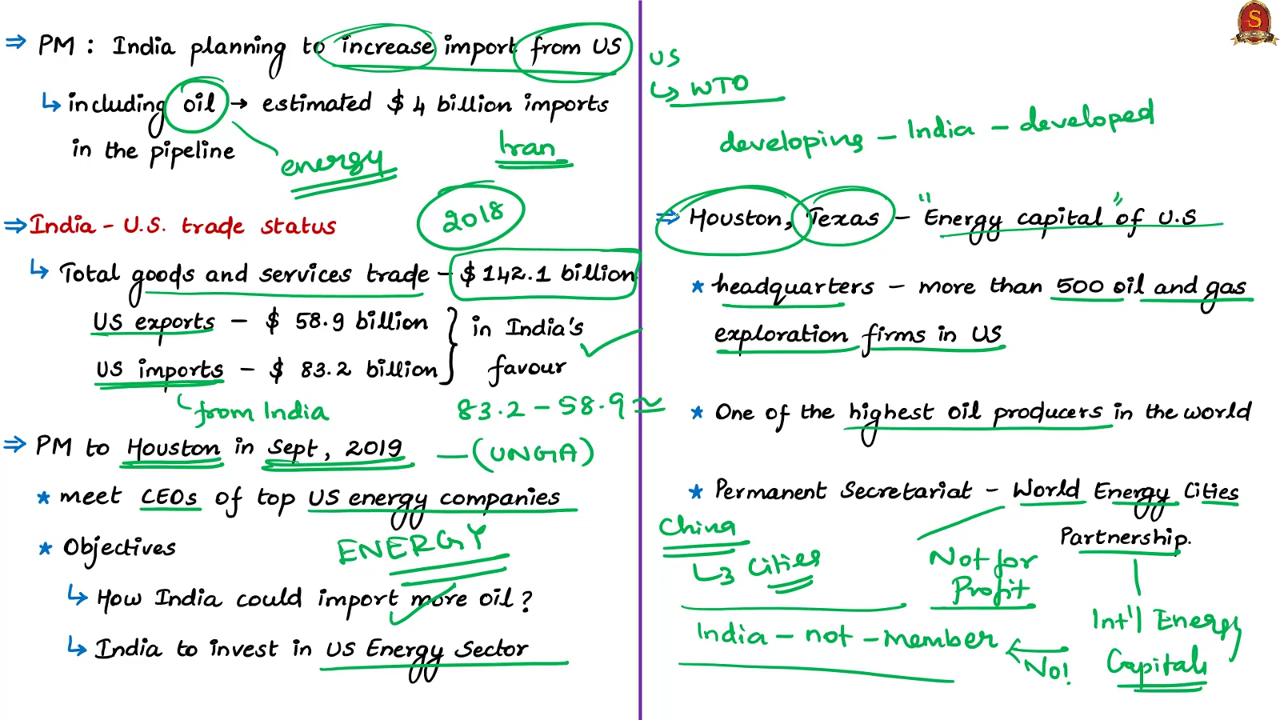 ⇒ PM : India planning to increase import from US
↳ including oil → estimated $ 4 billion imports
in the pipeline
energy
Iran
⇒ India - U.S. trade status
2018
↳ Total goods and services trade - $ 142.1 billion
US exports - $ 58.9 billion } in India's
US imports - $ 83.2 billion } favour
↳ from India
83.2 - 58.9 ≃
⇒ PM to Houston in Sept, 2019 - (UNGA)
* meet CEOs of top US energy companies
* Objectives
ENERGY
↳ How India could import more oil?
↳ India to invest in US Energy Sector
US
↳ WTO
developing - India - developed
⇒ Houston, Texas - "Energy capital" of U.S
* headquarters - more than 500 oil and gas
exploration firms in US
* One of the highest oil producers in the world
* Permanent Secretariat - World Energy Cities
Partnership.
China
↳ 3 Cities
Not for
Profit
Int'l Energy
Capitals
India - not - member
← No!
S